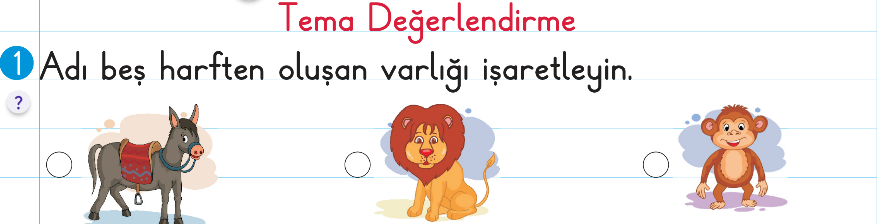 Tema Değerlendirme
1 Adı beş harften oluşan varlığı işaretleyin.
?